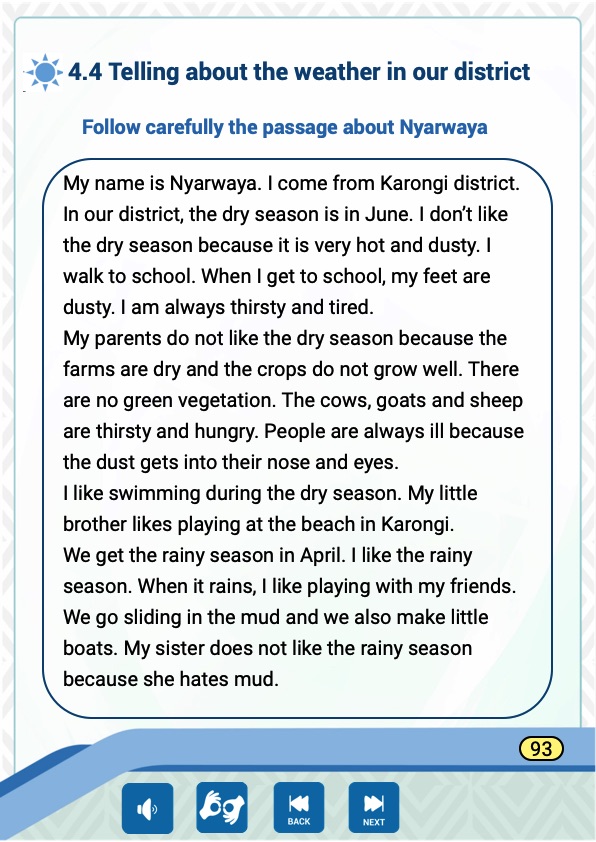 4.4 Telling about the weather in our district
Follow carefully the passage about Nyarwaya
My name is Nyarwaya. I come from Karongi district.
In our district, the dry season is in June. I don’t like
the dry season because it is very hot and dusty. I
walk to school. When I get to school, my feet are
dusty. I am always thirsty and tired.
My parents do not like the dry season because the
farms are dry and the crops do not grow well. There
are no green vegetation. The cows, goats and sheep
are thirsty and hungry. People are always ill because
the dust gets into their nose and eyes.
I like swimming during the dry season. My little
brother likes playing at the beach in Karongi.
We get the rainy season in April. I like the rainy
season. When it rains, I like playing with my friends.
We go sliding in the mud and we also make little
boats. My sister does not like the rainy season
because she hates mud.
93
BACK
NEXT